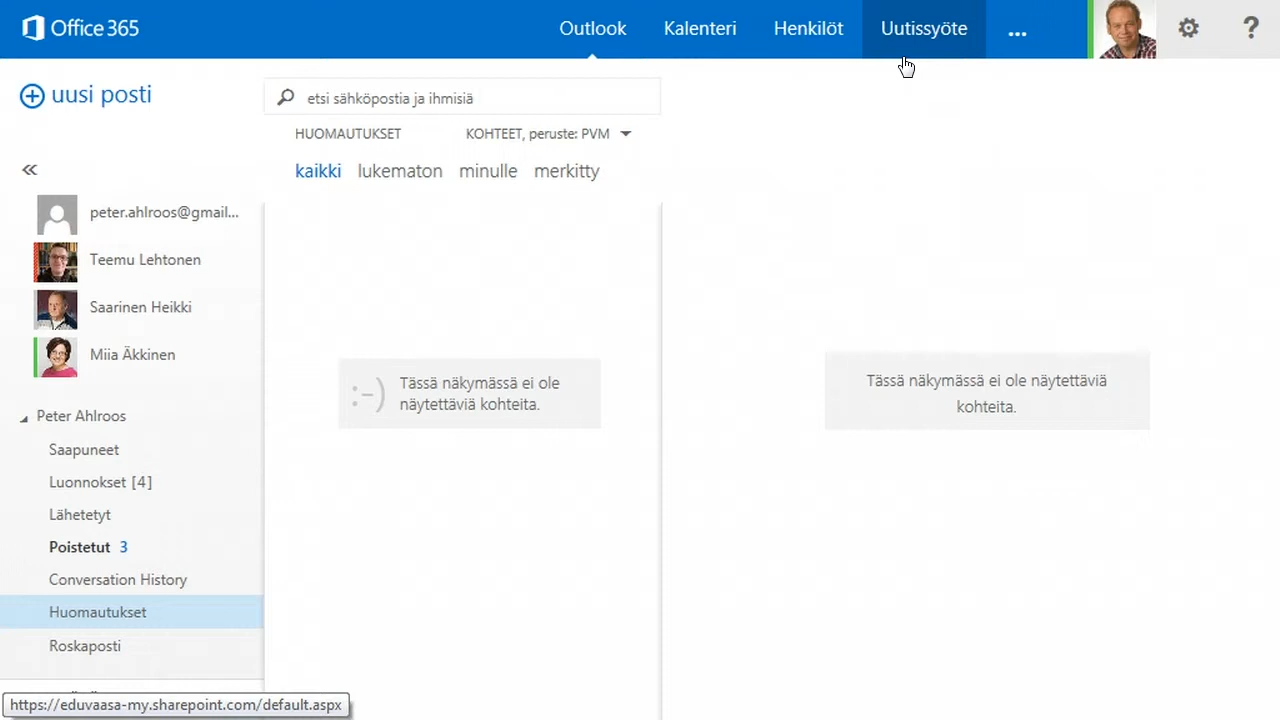 Office 365
Outlook
Kalenteri
Henkilöt
Uutissyöte
...
?
uusi posti
etsi sähköpostia ja ihmisiä
HUOMAUTUKSET
KOHTEET, peruste: PVM
kaikki
lukematon
minulle
merkitty
«
peter.ahlroos@gmail...
Teemu Lehtonen
Saarinen Heikki
Miia Äkkinen
Peter Ahlroos
Saapuneet
Luonnokset [4]
Lähetetyt
Poistetut 3
Conversation History
Huomautukset
Roskaposti
:-)
Tässä näkymässä ei ole
näytettäviä kohteita.
Tässä näkymässä ei ole näytettäviä
kohteita.
https://eduvaasa-my.sharepoint.com/default.aspx